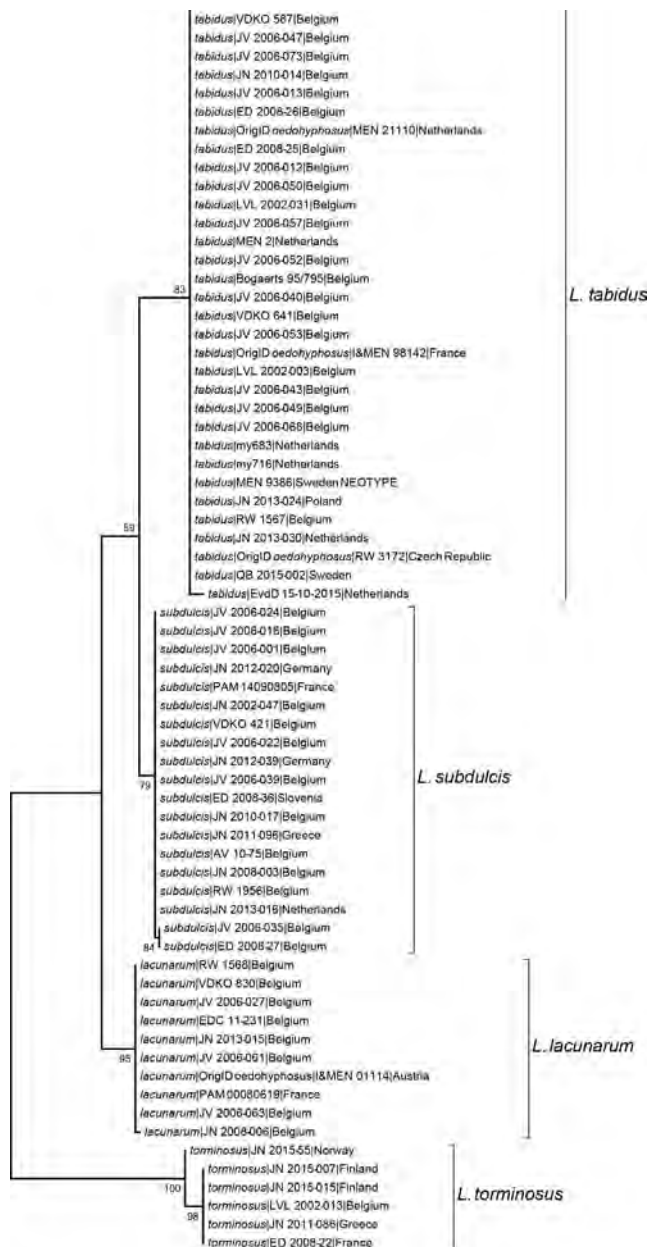 tabidus|VDKO 587|Belgium
tabidus|JV 2006-047|Belgium
tabidus|JV 2006-073|Belgium
tabidus|JN 2010-014|Belgium
tabidus|JV 2006-013|Belgium
tabidus|ED 2008-26|Belgium
tabidus|OrigID oedohyphosus|MEN 21110|Netherlands
tabidus|ED 2008-25|Belgium
tabidus|JV 2006-012|Belgium
tabidus|JV 2006-050|Belgium
tabidus|LVL 2002-031|Belgium
tabidus|JV 2006-057|Belgium
tabidus|MEN 2|Netherlands
tabidus|JV 2006-052|Belgium
tabidus|Bogaerts 95/795|Belgium
83
tabidus|JV 2006-040|Belgium
L. tabidus
tabidus|VDKO 641|Belgium
tabidus|JV 2006-053|Belgium
tabidus|OrigID oedohyphosus|I&MEN 98142|France
tabidus|LVL 2002-003|Belgium
tabidus|JV 2006-043|Belgium
tabidus|JV 2006-049|Belgium
tabidus|JV 2006-068|Belgium
tabidus|my683|Netherlands
tabidus|my716|Netherlands
tabidus|MEN 9386|Sweden NEOTYPE
tabidus|JN 2013-024|Poland
59
tabidus|RW 1567|Belgium
tabidus|JN 2013-030|Netherlands
tabidus|OrigID oedohyphosus|RW 3172|Czech Republic
tabidus|QB 2015-002|Sweden
tabidus|EvdD 15-10-2015|Netherlands
subdulcis|JV 2006-024|Belgium
subdulcis|JV 2006-018|Belgium
subdulcis|JV 2006-001|Belgium
subdulcis|JN 2012-020|Germany
subdulcis|PAM 14090805|France
subdulcis|JN 2002-047|Belgium
subdulcis|VDKO 421|Belgium
subdulcis|JV 2006-022|Belgium
subdulcis|JN 2012-039|Germany
79
subdulcis|JV 2006-039|Belgium
L. subdulcis
subdulcis|ED 2008-36|Slovenia
subdulcis|JN 2010-017|Belgium
subdulcis|JN 2011-096|Greece
subdulcis|AV 10-75|Belgium
subdulcis|JN 2008-003|Belgium
subdulcis|RW 1956|Belgium
subdulcis|JN 2013-016|Netherlands
subdulcis|JV 2006-035|Belgium
84
subdulcis|ED 2008-27|Belgium
lacunarum|RW 1568|Belgium
lacunarum|VDKO 830|Belgium
lacunarum|JV 2006-027|Belgium
lacunarum|EDC 11-231|Belgium
lacunarum|JN 2013-015|Belgium
L. lacunarum
lacunarum|JV 2006-061|Belgium
lacunarum|OrigID oedohyphosus|I&MEN 01114|Austria
lacunarum|PAM 00080619|France
lacunarum|JV 2006-063|Belgium
lacunarum|JN 2008-006|Belgium
torminosus|JN 2015-55|Norway
torminosus|JN 2015-007|Finland
100
torminosus|JN 2015-015|Finland
L. torminosus
torminosus|LVL 2002-013|Belgium
98
torminosus|JN 2011-086|Greece
torminosus|ED 2008-22|France